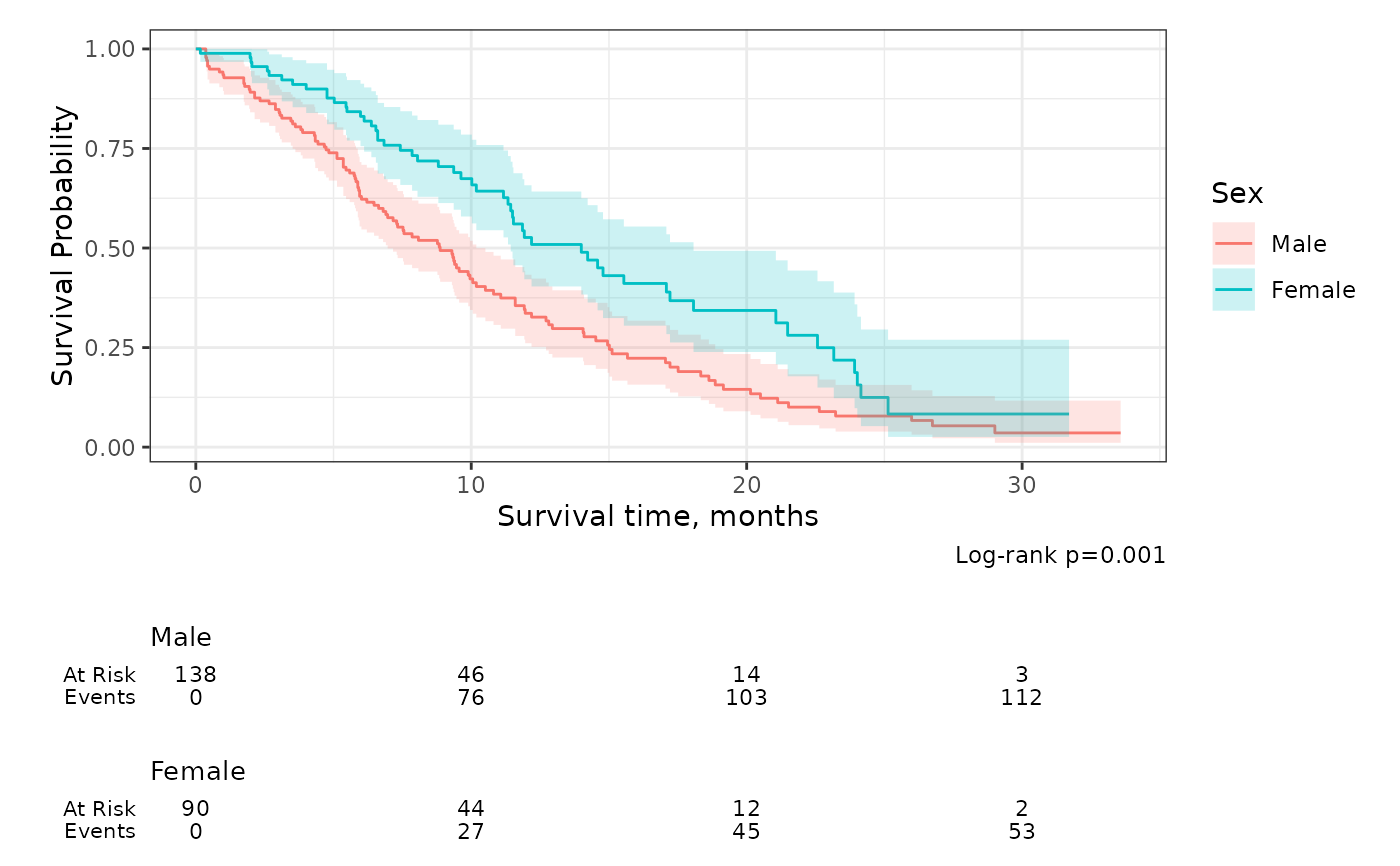 1.00
0.75
0.50
0.25
0.00
Survival Probability
0 10 20 30
Survival time, months
Log-rank p=0.001
Sex
Male
Female
Male
At Risk 138 46 14 3
Events 0 76 103 112
Female
At Risk 90 44 12 2
Events 0 27 45 53